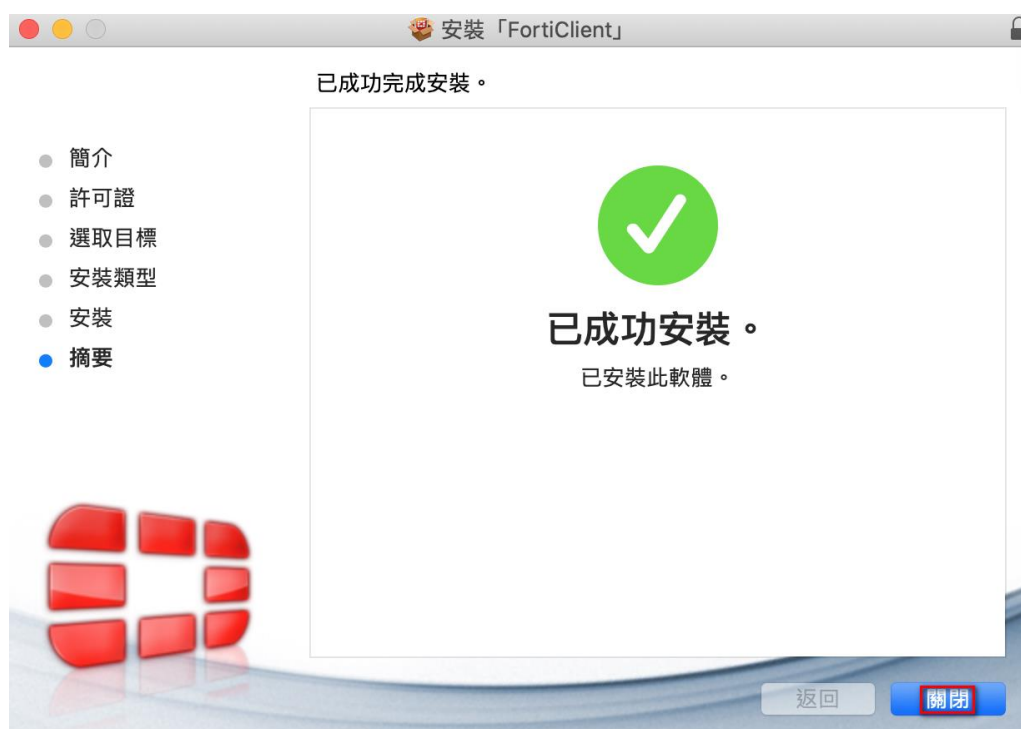 安裝「FortiClient」
已成功完成安裝。
簡介
許可證
選取目標
安裝類型
安裝
摘要
已成功安裝。
已安裝此軟體。
返回
關閉